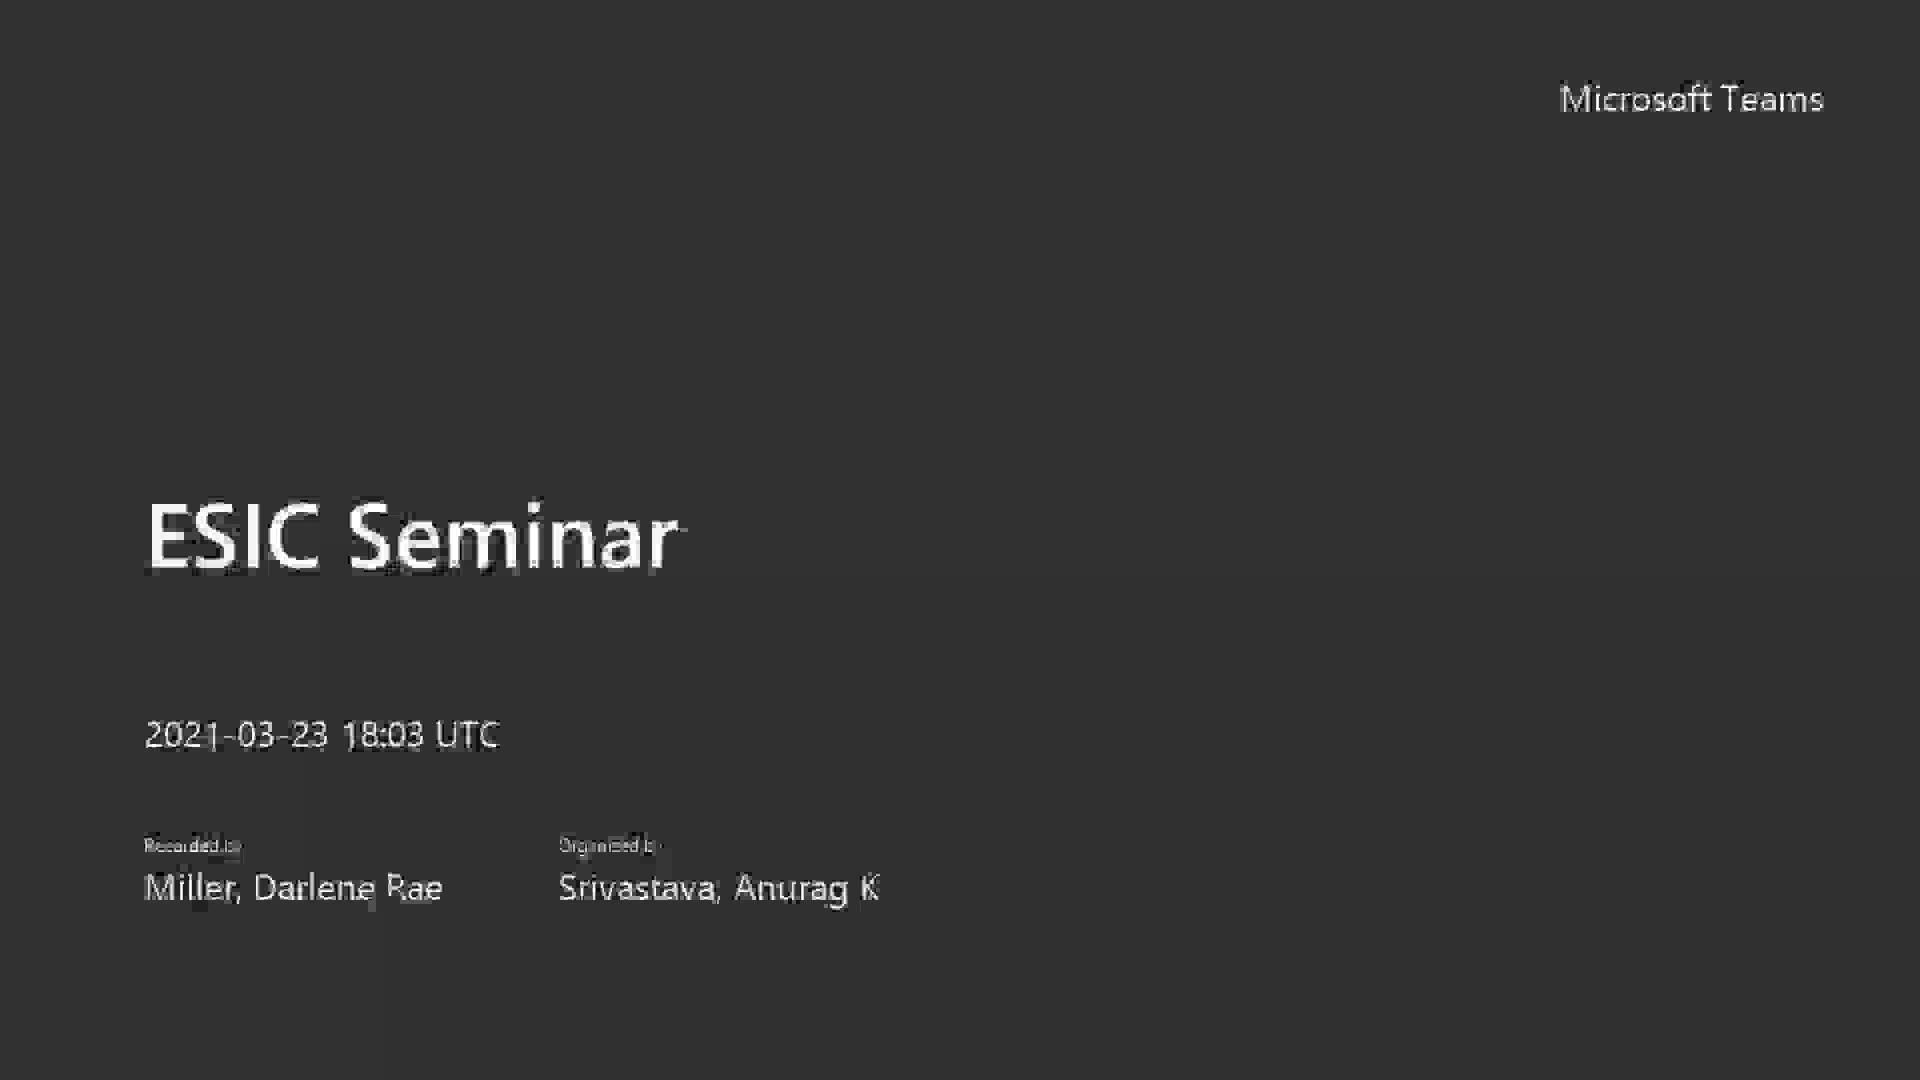 Microsoft Teams
ESIC Seminar
2021-03-23 18:03 UTC
Recorded by
Organized by
Miller, Darlene Rae
Srivastava, Anurag K